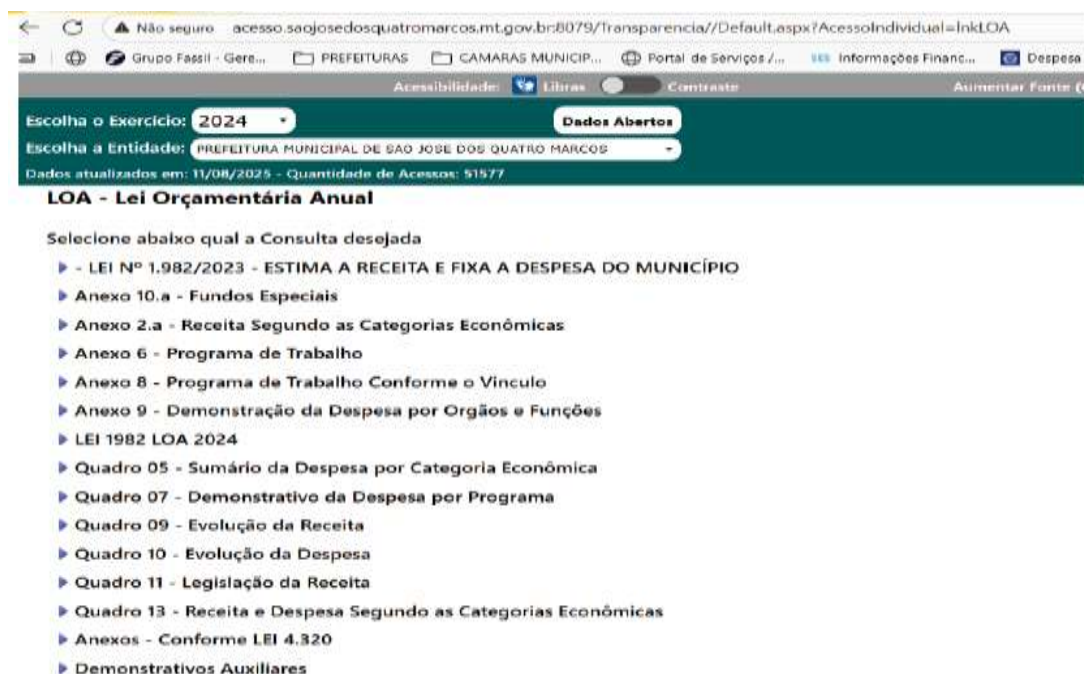 Não seguro acesso.saojosedosquatromarcos.mt.gov.br:8079/Transparencia//Default.aspx?AcessoIndividual=lnkLOA
Grupo Fassil - Gere... PREFEITURAS CAMARAS MUNICIP... Portal de Serviços /... Informações Financ... Despesa
Acessibilidade: Libras Contraste Aumentar Fonte
Escolha o Exercício: 2024 Dados Abertos
Escolha a Entidade: PREFEITURA MUNICIPAL DE SAO JOSE DOS QUATRO MARCOS
Dados atualizados em: 11/08/2025 - Quantidade de Acessos: 51577
LOA - Lei Orçamentária Anual
Selecione abaixo qual a Consulta desejada
- LEI Nº 1.982/2023 - ESTIMA A RECEITA E FIXA A DESPESA DO MUNICÍPIO
Anexo 10.a - Fundos Especiais
Anexo 2.a - Receita Segundo as Categorias Econômicas
Anexo 6 - Programa de Trabalho
Anexo 8 - Programa de Trabalho Conforme o Vinculo
Anexo 9 - Demonstração da Despesa por Orgãos e Funções
LEI 1982 LOA 2024
Quadro 05 - Sumário da Despesa por Categoria Econômica
Quadro 07 - Demonstrativo da Despesa por Programa
Quadro 09 - Evolução da Receita
Quadro 10 - Evolução da Despesa
Quadro 11 - Legislação da Receita
Quadro 13 - Receita e Despesa Segundo as Categorias Econômicas
Anexos - Conforme LEI 4.320
Demonstrativos Auxiliares